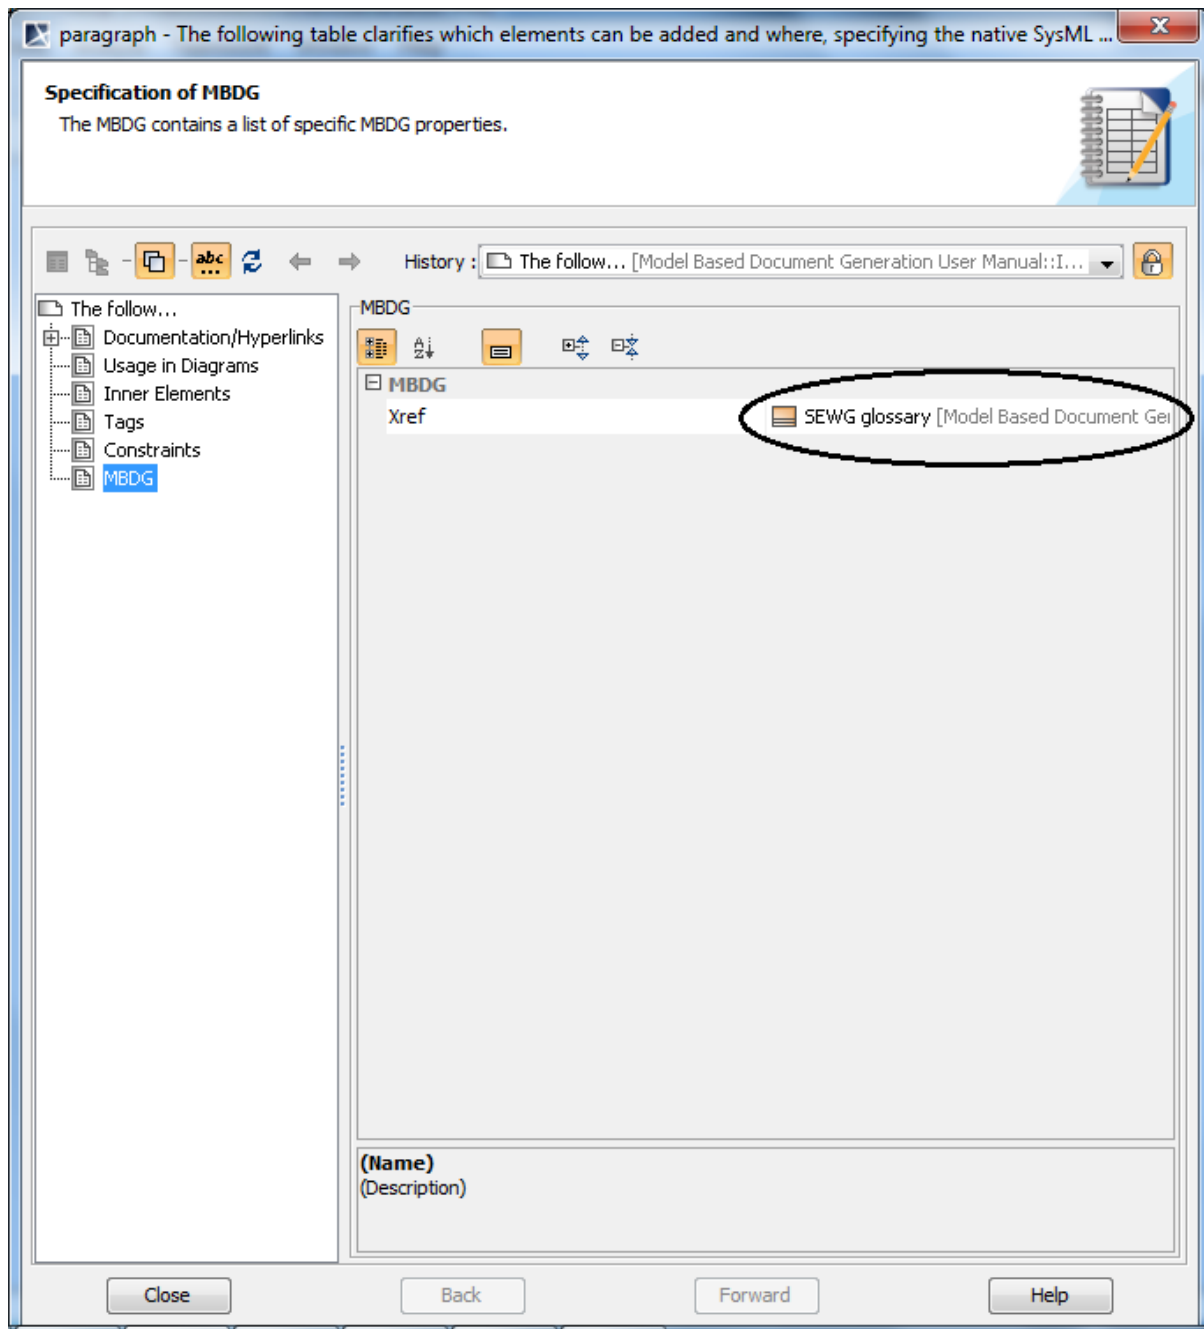 paragraph - The following table clarifies which elements can be added and where, specifying the native SysML ...
Specification of MBDG
The MBDG contains a list of specific MBDG properties.
abc
History : The follow... [Model Based Document Generation User Manual::I...
The follow...
Documentation/Hyperlinks
Usage in Diagrams
Inner Elements
Tags
Constraints
MBDG
MBDG
MBDG
Xref SEWG glossary [Model Based Document Ge
(Name)
(Description)
Close Back Forward Help